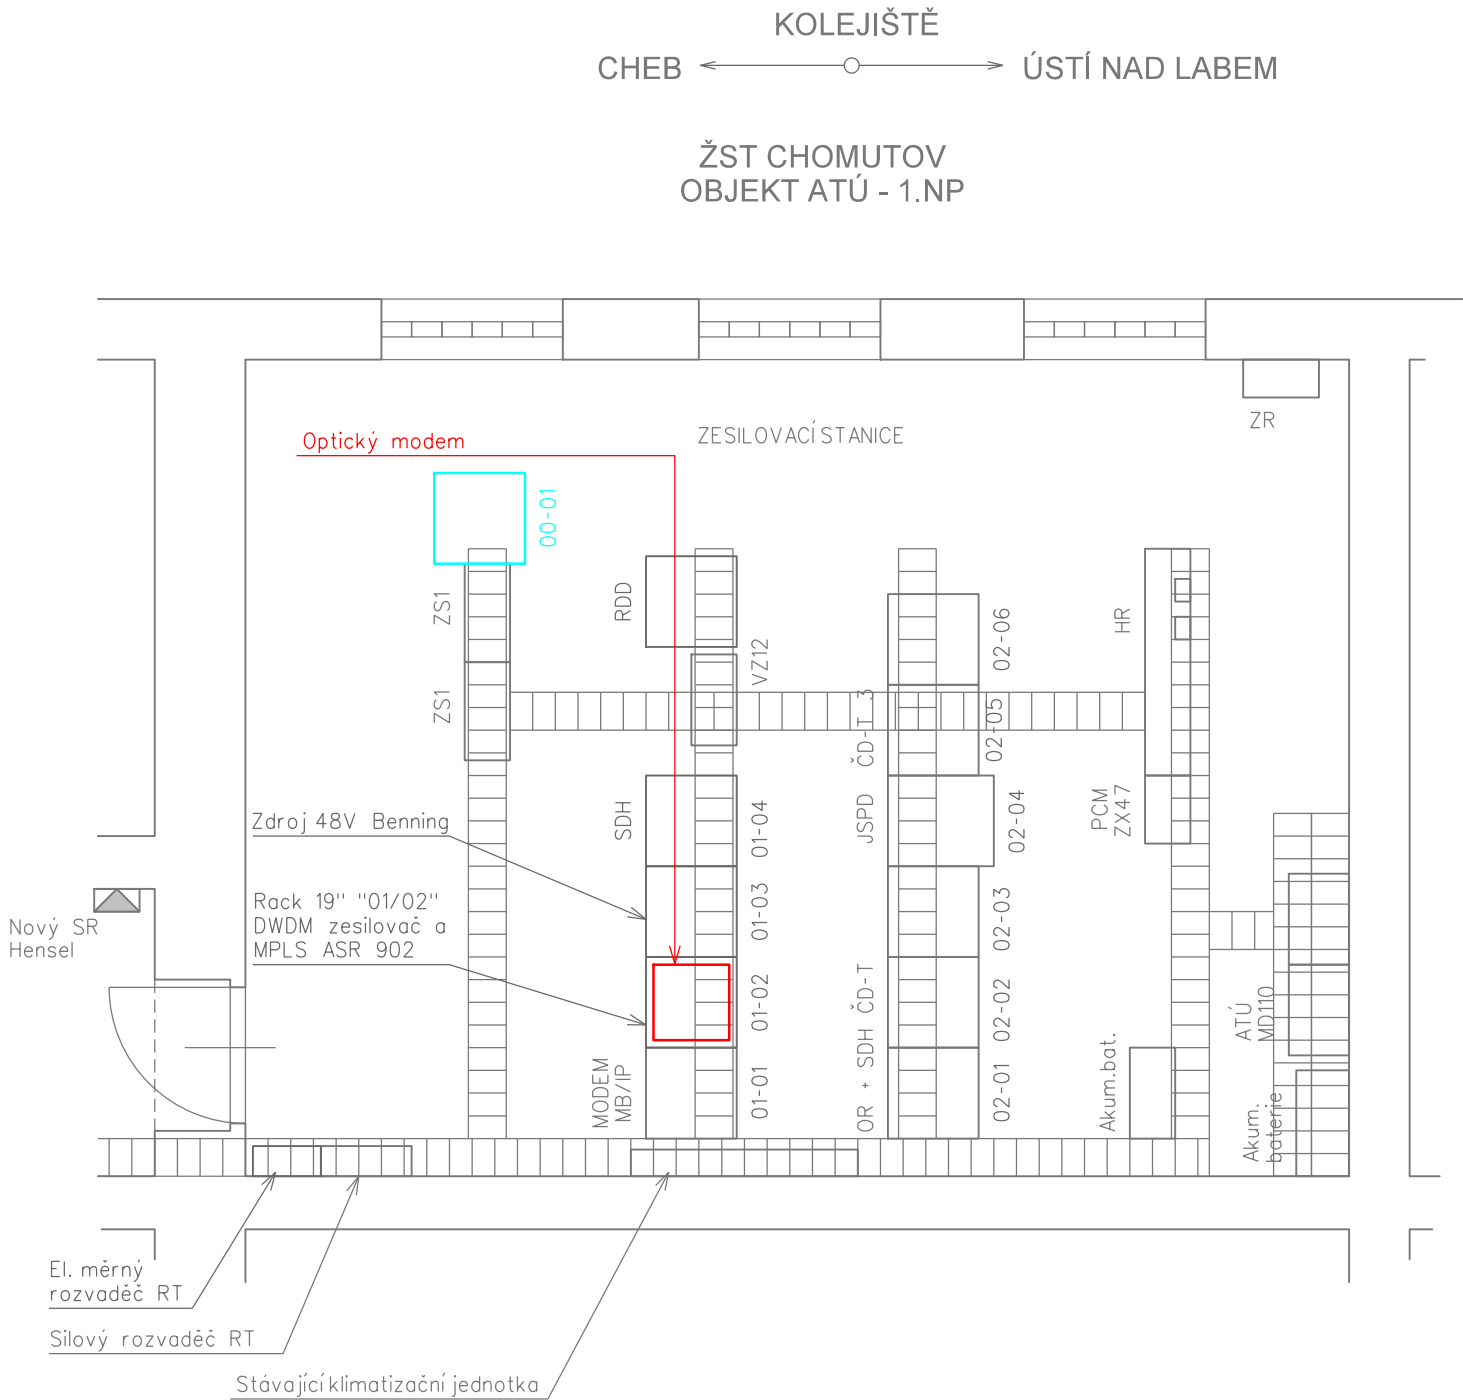 KOLEJIŠTĚ
CHEB
ÚSTÍ NAD LABEM
ŽST CHOMUTOV
OBJEKT ATÚ - 1.NP
ZESILOVACÍ STANICE
ZR
Optický modem
00-01
ZS1
ZS1
RDD
VZ12
HR
02-06
02-05
ČD-T 3
JSPD
02-04
PCM
ZX47
SDH
01-04
Zdroj 48V Benning
01-03
02-03
Rack 19" "01/02"
DWDM zesilovač a
MPLS ASR 902
Nový SR
Hensel
01-02
OR + SDH ČD-T
02-02
ATÚ
MD110
MODEM
MB/IP
01-01
02-01
Akum.bat.
Akum.
baterie
El. měrný
rozvaděč RT
Silový rozvaděč RT
Stávající klimatizační jednotka